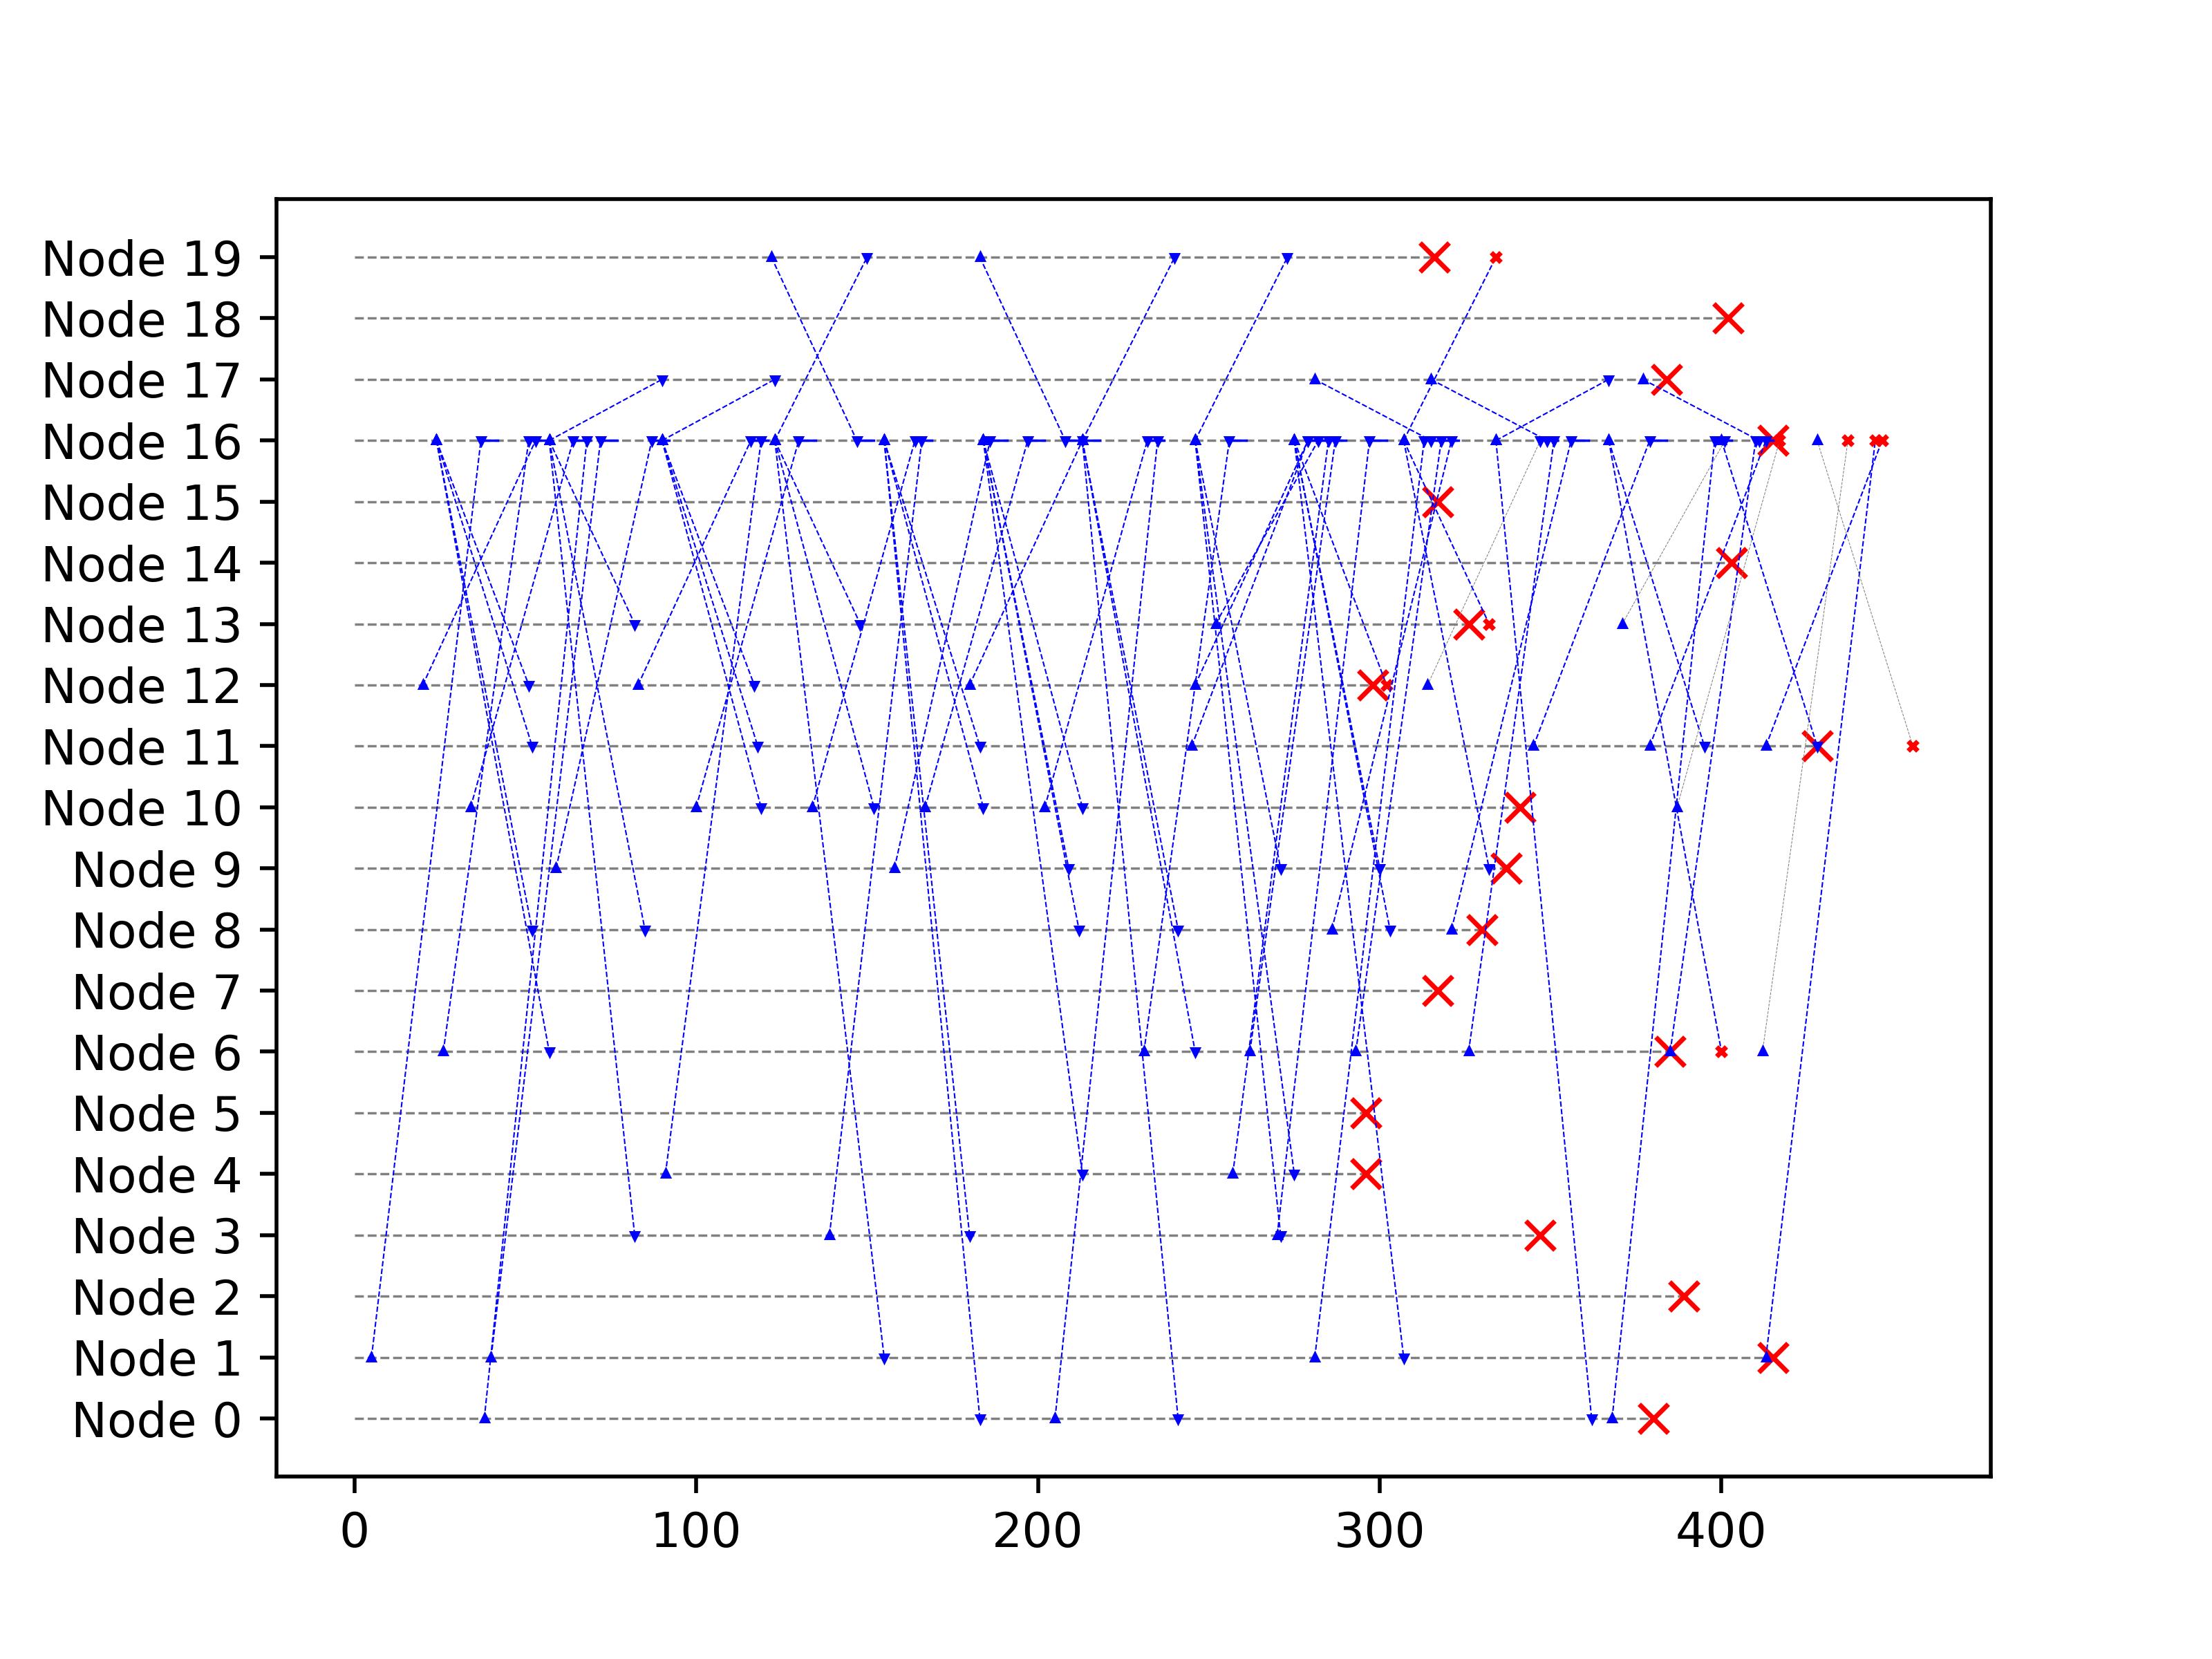 Node 19
Node 18
Node 17
Node 16
Node 15
Node 14
Node 13
Node 12
Node 11
Node 10
Node 9
Node 8
Node 7
Node 6
Node 5
Node 4
Node 3
Node 2
Node 1
Node 0
0 100 200 300 400